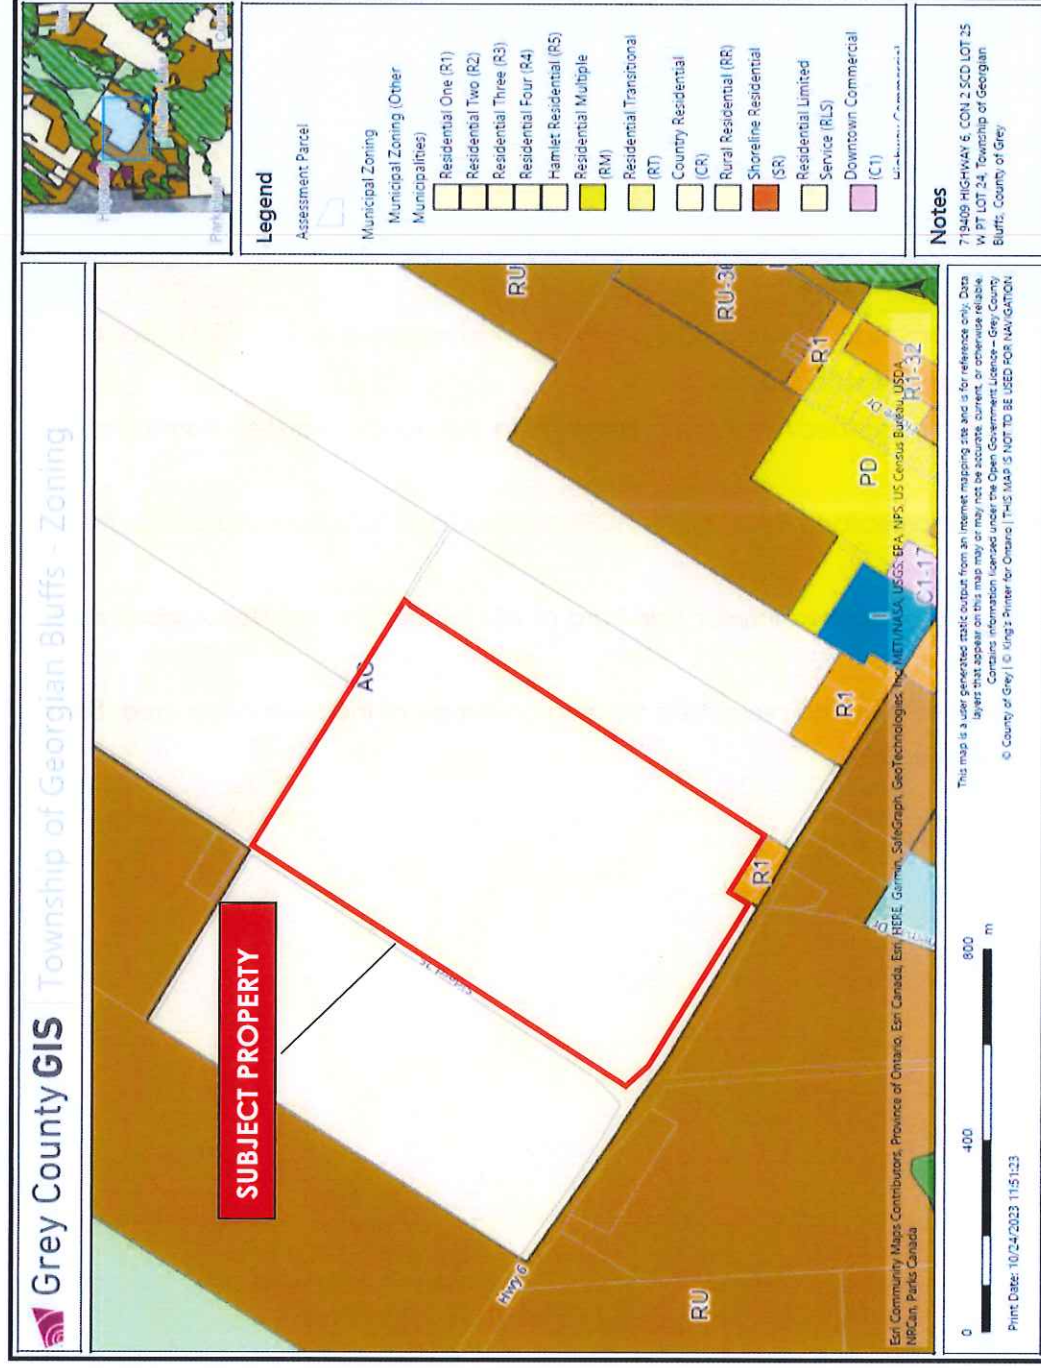 Grey County GIS
Township of Georgian Bluffs - Zoning
SUBJECT PROPERTY
AG
RU
RU
RU-3
R1
R1
R1
R1-32
PD
I
C1-17
Hwy 6
Esri Community Maps Contributors, Province of Ontario, Esri Canada, Esri, HERE, Garmin, SafeGraph, GeoTechnologies, Inc, METI/NASA, USGS, EPA, NPS, US Census Bureau, USDA,
NRCan, Parks Canada
Legend
Assessment Parcel
Municipal Zoning
Municipal Zoning (Other
Municipalities)
Residential One (R1)
Residential Two (R2)
Residential Three (R3)
Residential Four (R4)
Hamlet Residential (R5)
Residential Multiple
(RM)
Residential Transitional
(RT)
Country Residential
(CR)
Rural Residential (RR)
Shoreline Residential
(SR)
Residential Limited
Service (RLS)
Downtown Commercial
(C1)
Notes
719409 HIGHWAY 6, CON 2 SCD LOT 25
W PT LOT 24, Township of Georgian
Bluffs, County of Grey
0 400 800
m
Print Date: 10/24/2023 11:51:23
This map is a user generated static output from an Internet mapping site and is for reference only. Data
layers that appear on this map may or may not be accurate, current, or otherwise reliable.
Contains information licensed under the Open Government Licence – Grey County
© County of Grey | © King's Printer for Ontario | THIS MAP IS NOT TO BE USED FOR NAVIGATION